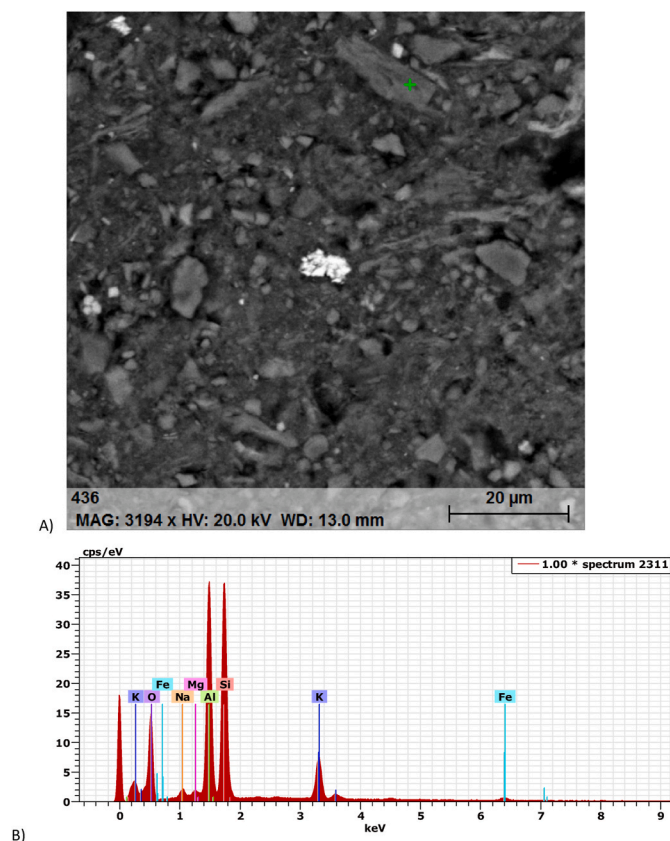 436
20 µm
MAG: 3194 x HV: 20.0 kV WD: 13.0 mm
A)
cps/eV
1.00 * spectrum 2311
40
35
30
25
20
15
10
5
0
Fe Mg Si
K O Na Al K Fe
0 1 2 3 4 5 6 7 8 9
keV
B)